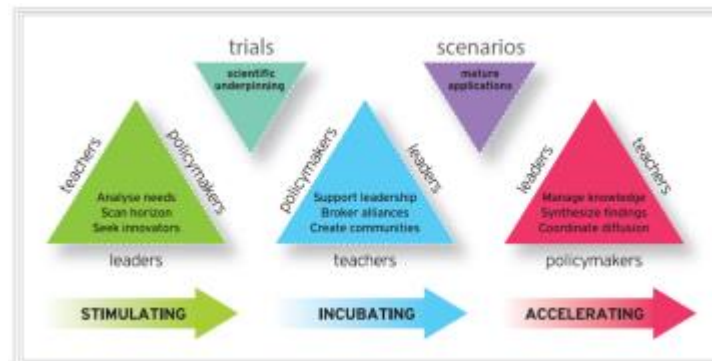 trials
scientific
underpinning
scenarios
mature
applications
teachers
policymakers
Analyse needs
Scan horizon
Seek innovators
leaders
policymakers
leaders
Support leadership
Broker alliances
Create communities
teachers
leaders
teachers
Manage knowledge
Synthesize findings
Coordinate diffusion
policymakers
STIMULATING
INCUBATING
ACCELERATING